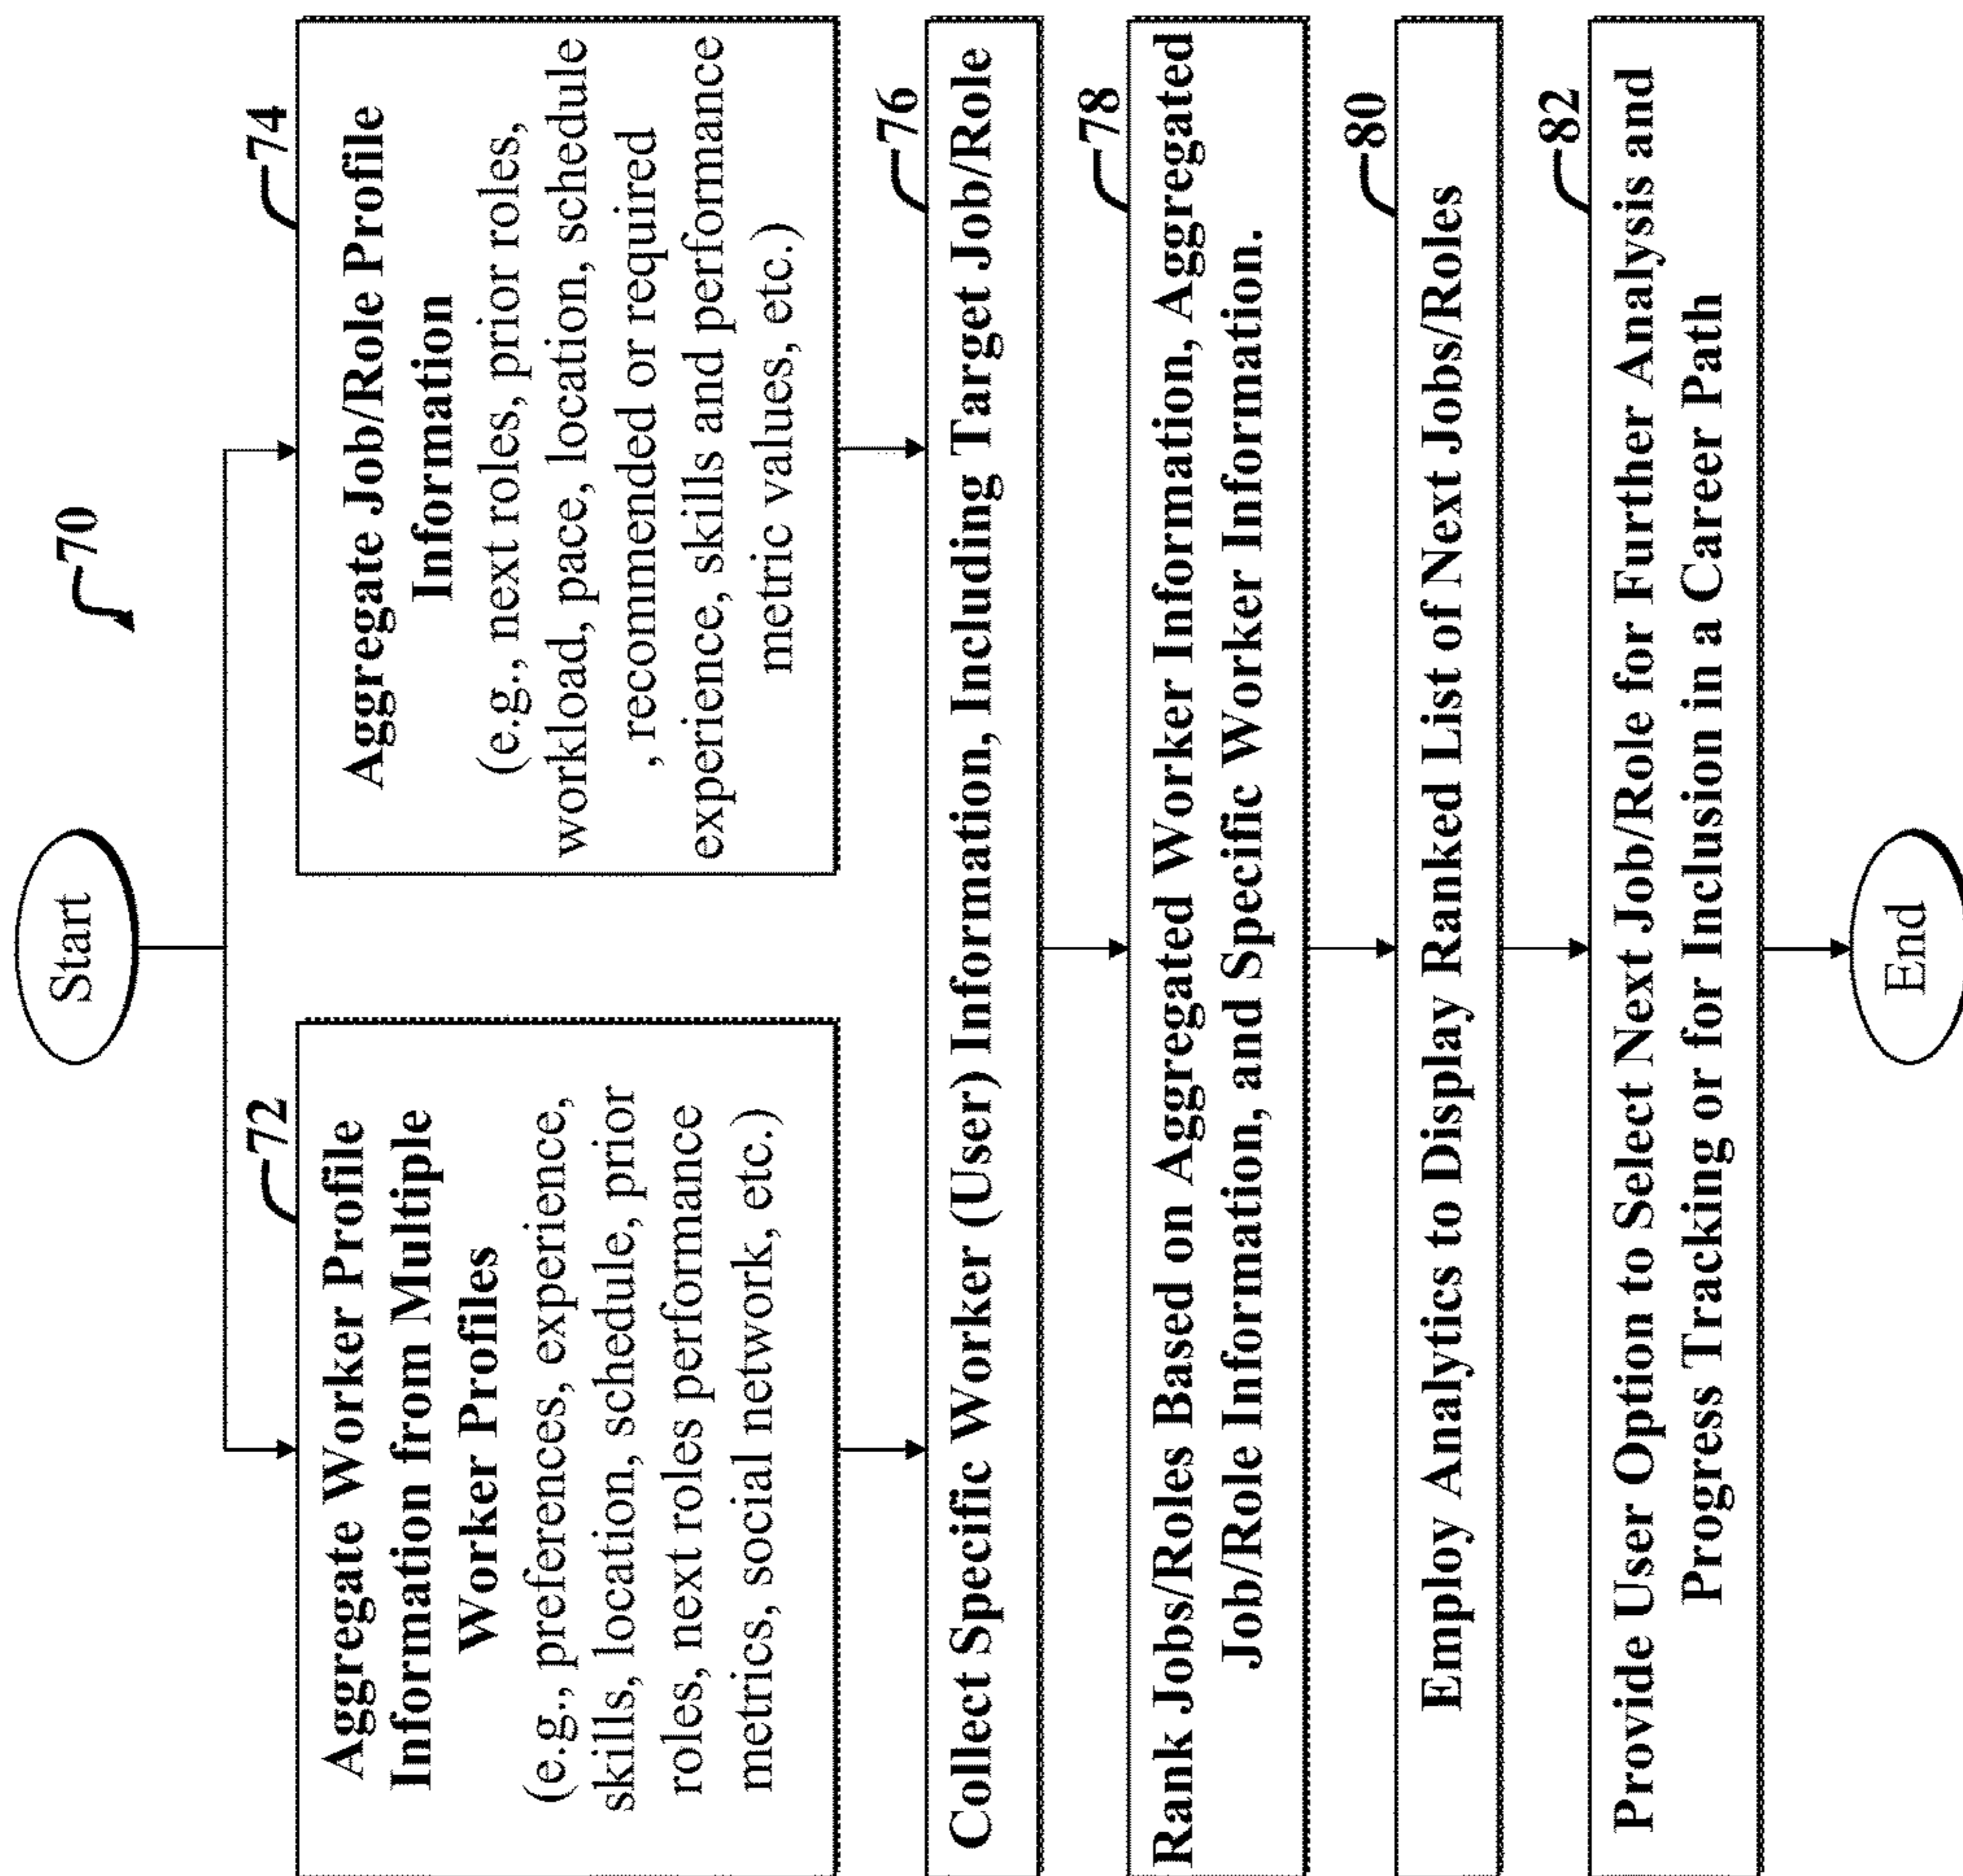 70
Start
72
Aggregate Worker Profile
Information from Multiple
Worker Profiles
(e.g., preferences, experience,
skills, location, schedule, prior
roles, next roles performance
metrics, social network, etc.)
74
Aggregate Job/Role Profile
Information
(e.g., next roles, prior roles,
workload, pace, location, schedule
, recommended or required
experience, skills and performance
metric values, etc.)
76
Collect Specific Worker (User) Information, Including Target Job/Role
78
Rank Jobs/Roles Based on Aggregated Worker Information, Aggregated
Job/Role Information, and Specific Worker Information.
80
Employ Analytics to Display Ranked List of Next Jobs/Roles
82
Provide User Option to Select Next Job/Role for Further Analysis and
Progress Tracking or for Inclusion in a Career Path
End